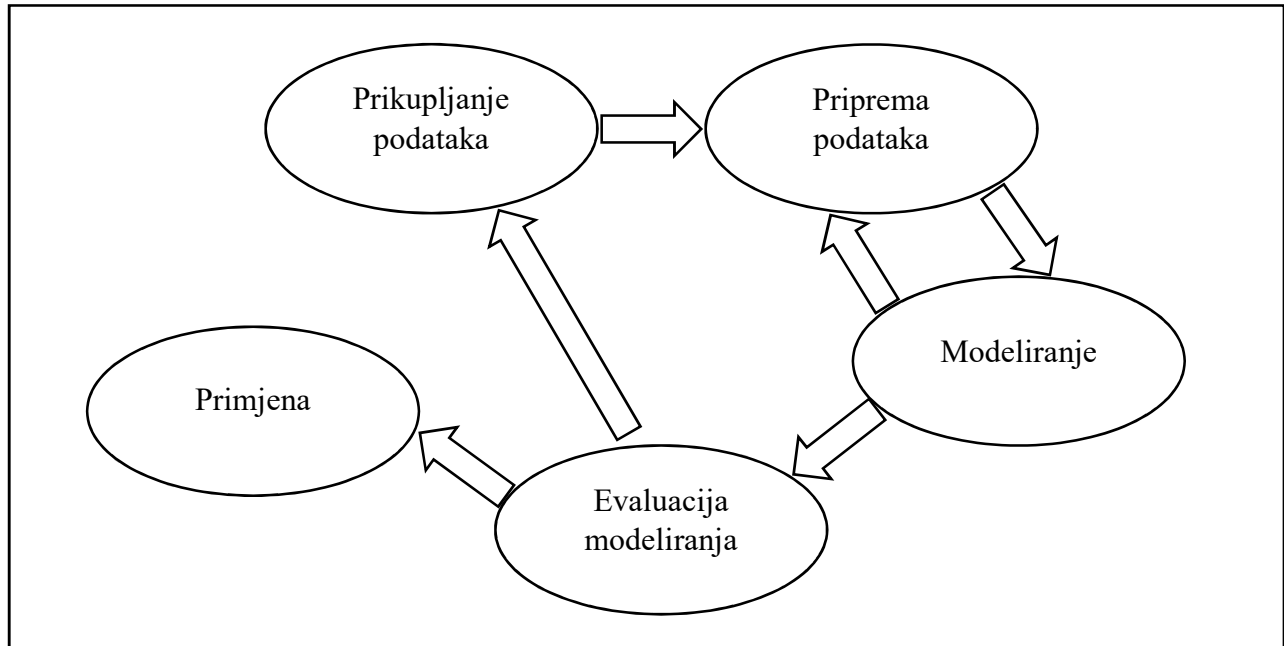 Prikupljanje
podataka
Priprema
podataka
Modeliranje
Primjena
Evaluacija
modeliranja